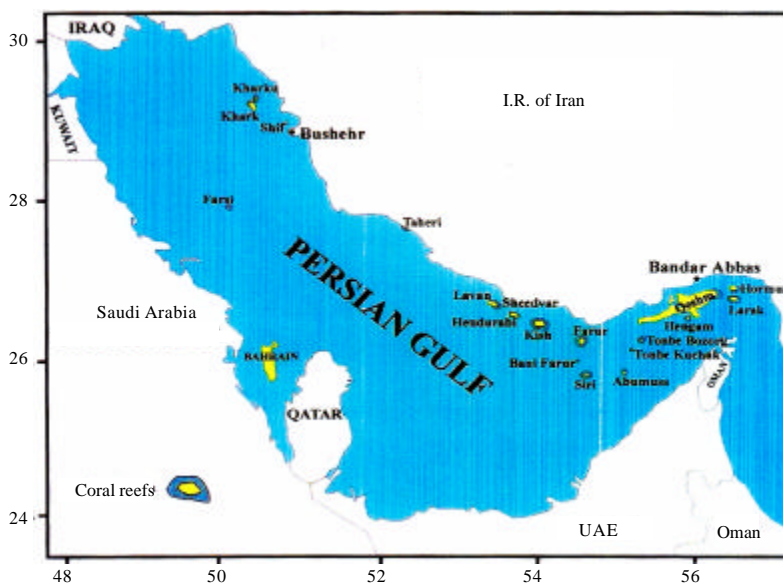 30
IRAQ
I.R. of Iran
Kharku
Khark
Shif
Bushehr
KUWAIT
28
Farsi
Taheri
PERSIAN GULF
Bandar Abbas
Lavan
Sheedvar
Hendurabi
Kish
Farur
Qeshm
Hormuz
Larak
Hengam
Tonbe Bozorg
Tonbe Kuchak
Saudi Arabia
26
BAHRAIN
Bani Farur
Siri
Abumusa
OMAN
QATAR
Coral reefs
24
UAE
Oman
48
50
52
54
56